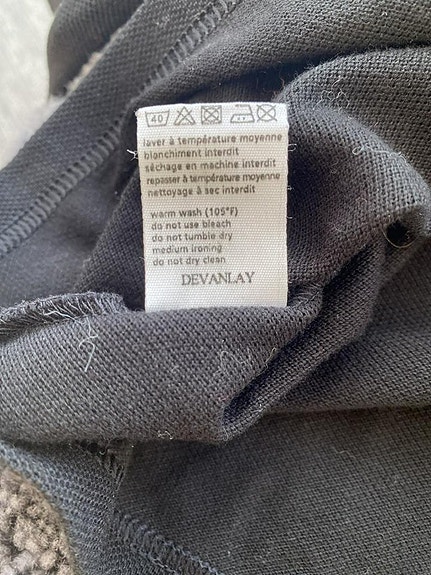 40
laver à température moyenne
blanchiment interdit
séchage en machine interdit
repasser à température moyenne
nettoyage à sec interdit
warm wash (105°F)
do not use bleach
do not tumble dry
medium ironing
do not dry clean
DEVANLAY